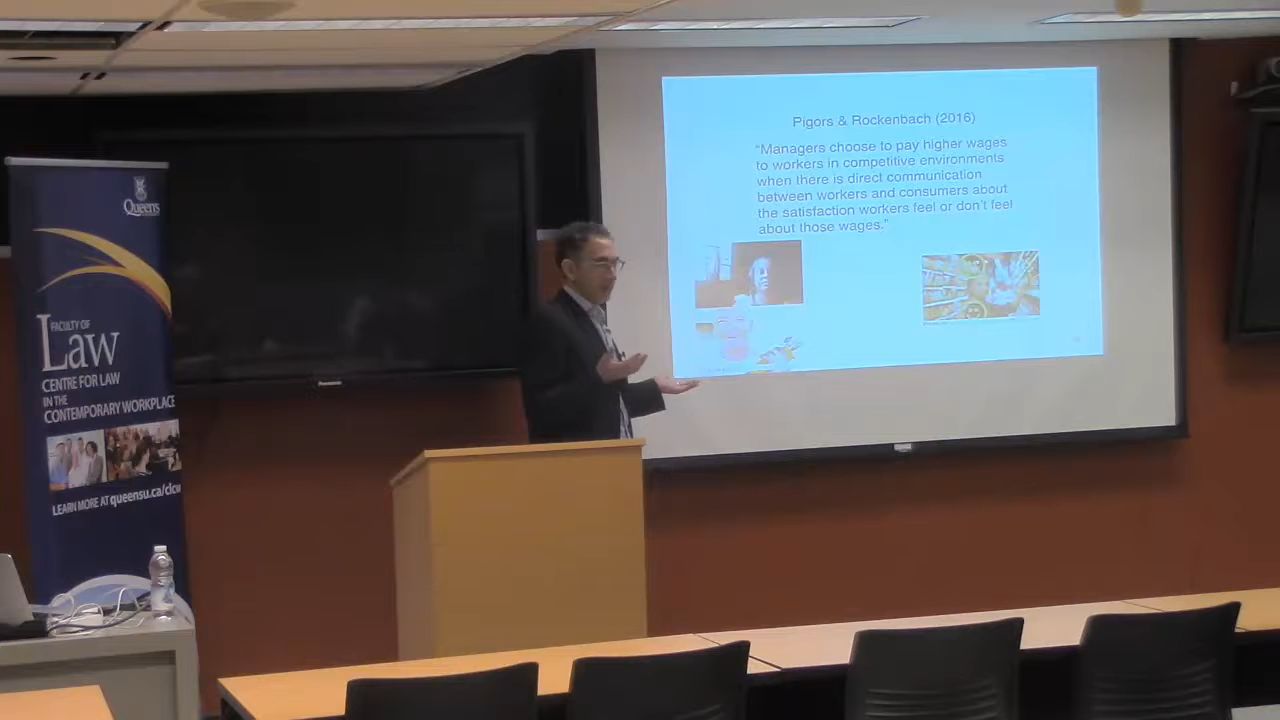 Queen's
FACULTY OF
Law
CENTRE FOR LAW
IN THE
CONTEMPORARY WORKPLACE
LEARN MORE AT queensu.ca/clcw
Pigors & Rockenbach (2016)
"Managers choose to pay higher wages
to workers in competitive environments
when there is direct communication
between workers and consumers about
the satisfaction workers feel or don't feel
about those wages."
Panasonic